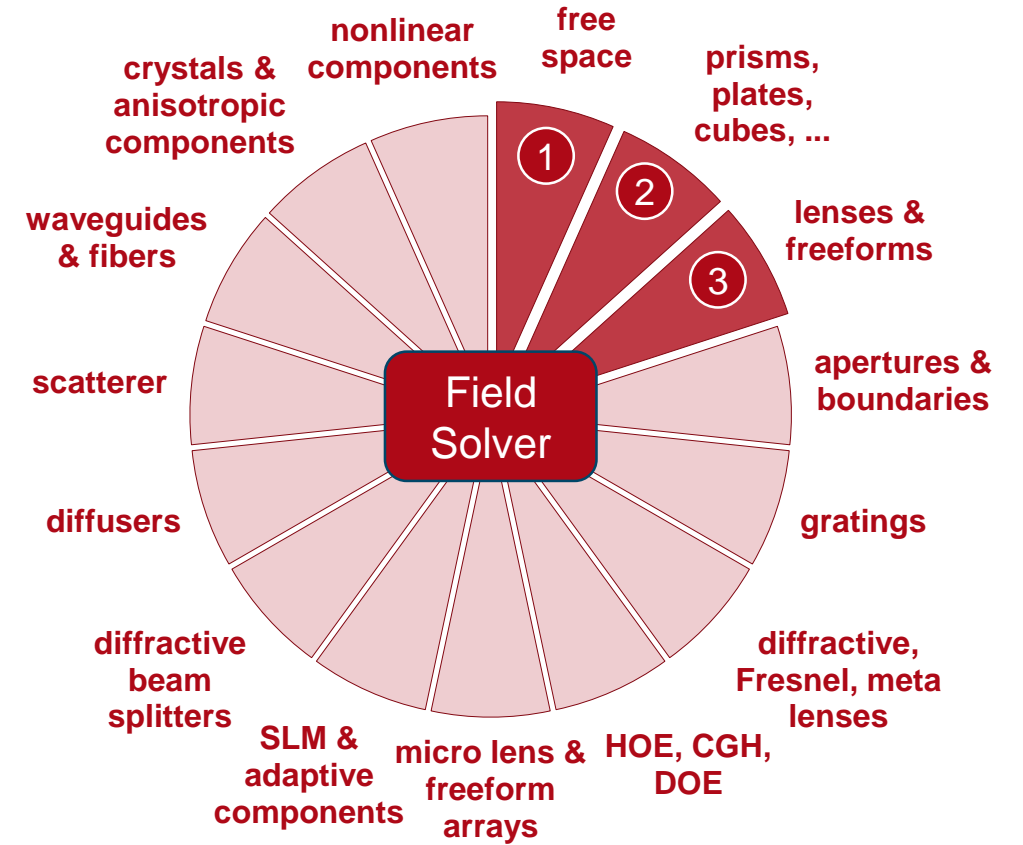 free
space
1
prisms,
plates,
cubes, ...
2
lenses &
freeforms
3
apertures &
boundaries
gratings
diffractive,
Fresnel, meta
lenses
HOE, CGH,
DOE
micro lens &
freeform
arrays
SLM &
adaptive
components
diffractive
beam
splitters
diffusers
scatterer
waveguides
& fibers
crystals &
anisotropic
components
nonlinear
components
Field
Solver